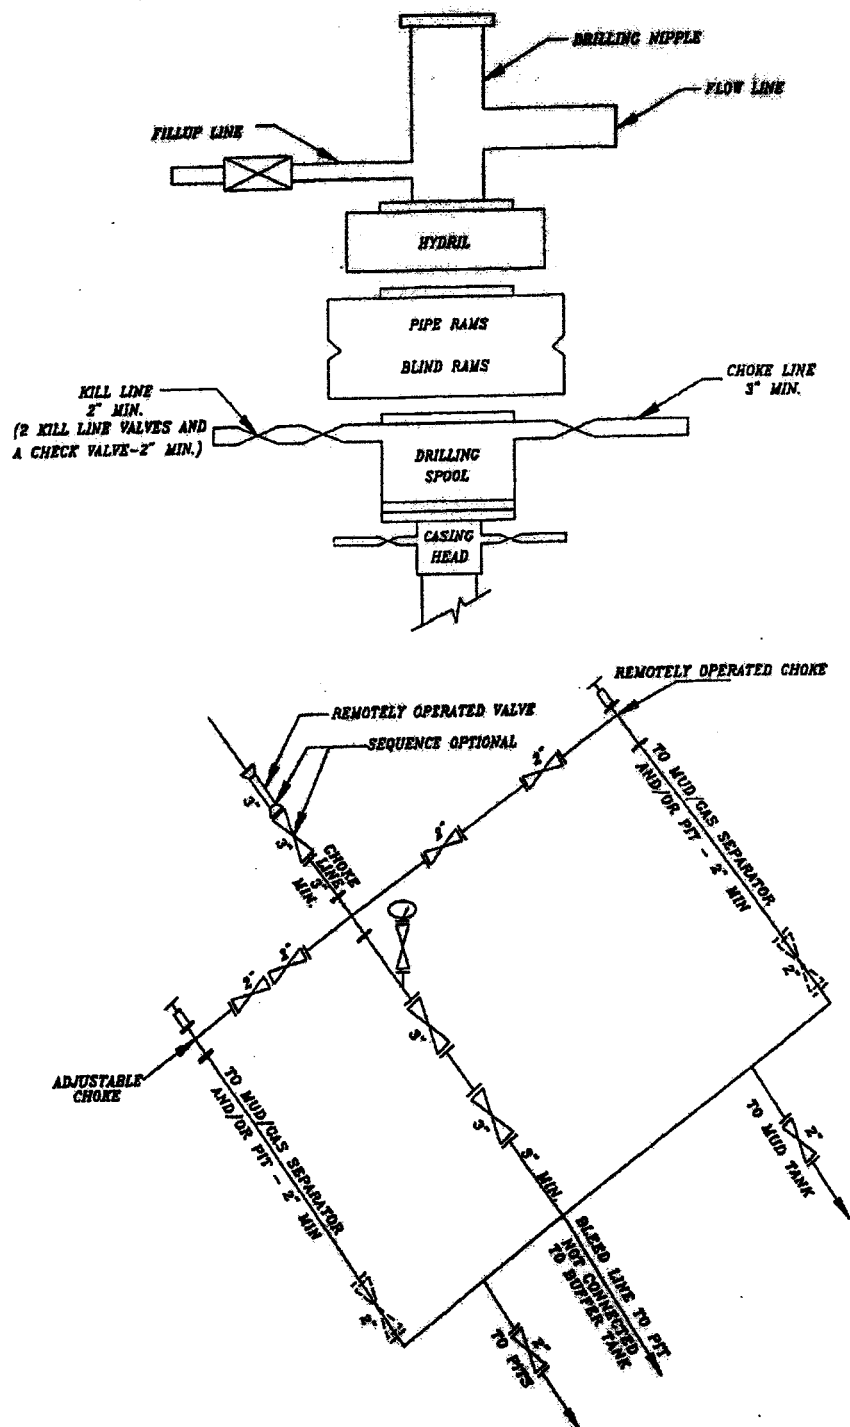 DRILLING NIPPLE
FLOW LINE
FILLUP LINE
HYDRIL
PIPE RAMS
BLIND RAMS
KILL LINE
2" MIN.
(2 KILL LINE VALVES AND
A CHECK VALVE-2" MIN.)
CHOKE LINE
3" MIN.
DRILLING
SPOOL
CASING
HEAD
REMOTELY OPERATED CHOKE
REMOTELY OPERATED VALVE
SEQUENCE OPTIONAL
3"
3"
CHOKE
LINE
3"
MIN.
2"
2"
TO MUD/GAS SEPARATOR
AND/OR PIT - 2" MIN
2"
2"
2"
ADJUSTABLE
CHOKE
TO MUD/GAS SEPARATOR
AND/OR PIT - 2" MIN
2"
3"
3"
3" MIN.
BLEED LINE TO PIT
NOT CONNECTED
TO BUFFER TANK
2"
TO MUD TANK
2"
TO PITS